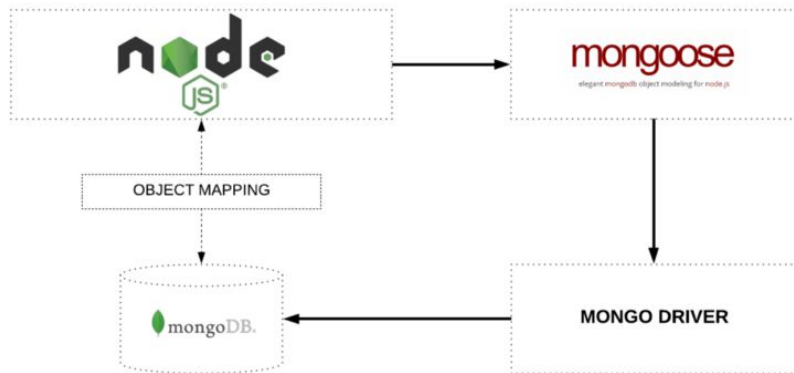 node
JS®
mongoose
elegant mongodb object modeling for node.js
OBJECT MAPPING
mongoDB.
MONGO DRIVER